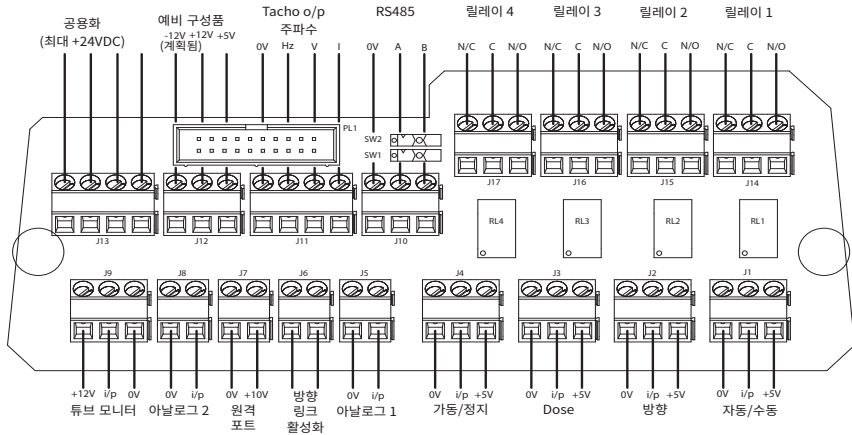 공용화
(최대 +24VDC)
예비 구성품
-12V +12V +5V
(계획됨)
Tacho o/p
주파수
0V Hz V I
RS485
0V A B
릴레이 4
N/C C N/O
릴레이 3
N/C C N/O
릴레이 2
N/C C N/O
릴레이 1
N/C C N/O
PL1
SW2
SW1
J17 J16 J15 J14
J13 J12 J11 J10
RL4 RL3 RL2 RL1
J9 J8 J7 J6 J5 J4 J3 J2 J1
+12V i/p 0V
튜브 모니터
0V i/p
아날로그 2
0V +10V
원격
포트
방향
링크
활성화
0V i/p
아날로그 1
0V i/p +5V
가동/정지
0V i/p +5V
Dose
0V i/p +5V
방향
0V i/p +5V
자동/수동